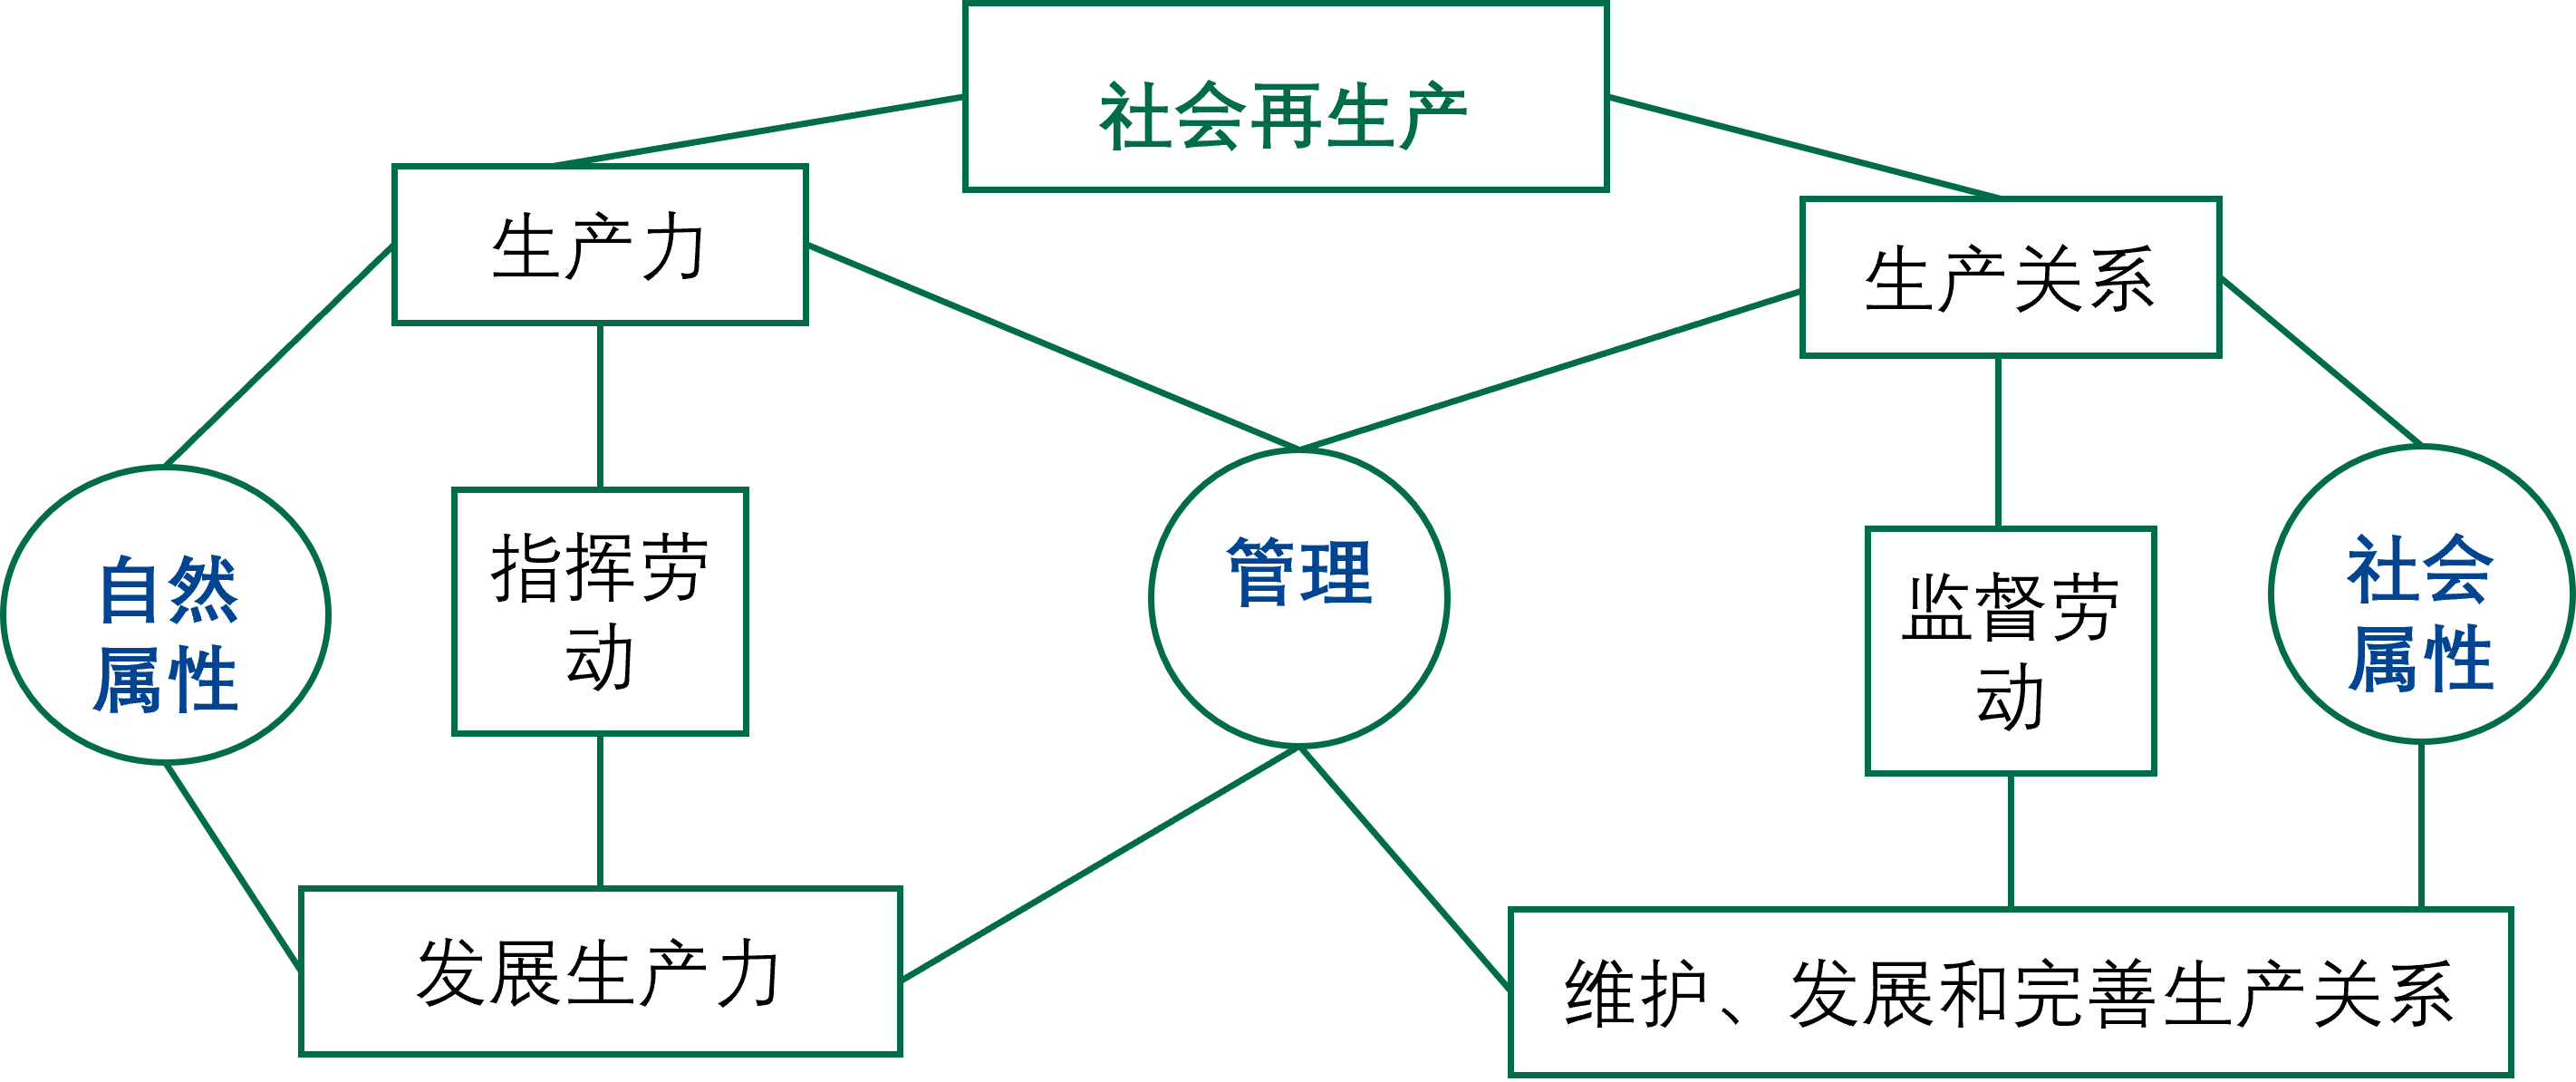 社会再生产
生产力
生产关系
自然
属性
指挥劳
动
管理
监督劳
动
社会
属性
发展生产力
维护、发展和完善生产关系